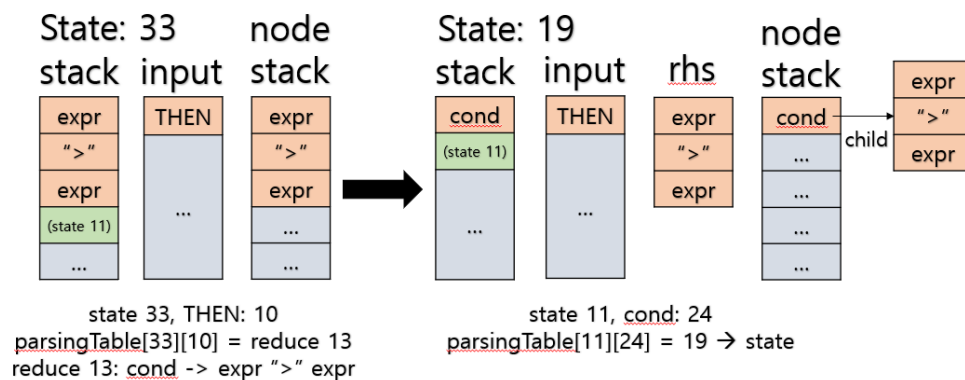 State: 33
stack
input
node
stack
expr
“>”
expr
(state 11)
...
THEN
...
expr
“>”
expr
...
...
state 33, THEN: 10
parsingTable[33][10] = reduce 13
reduce 13: cond -> expr “>” expr
State: 19
stack
input
rhs
node
stack
cond
(state 11)
...
THEN
...
expr
“>”
expr
cond
...
...
...
...
child
expr
“>”
expr
state 11, cond: 24
parsingTable[11][24] = 19 → state